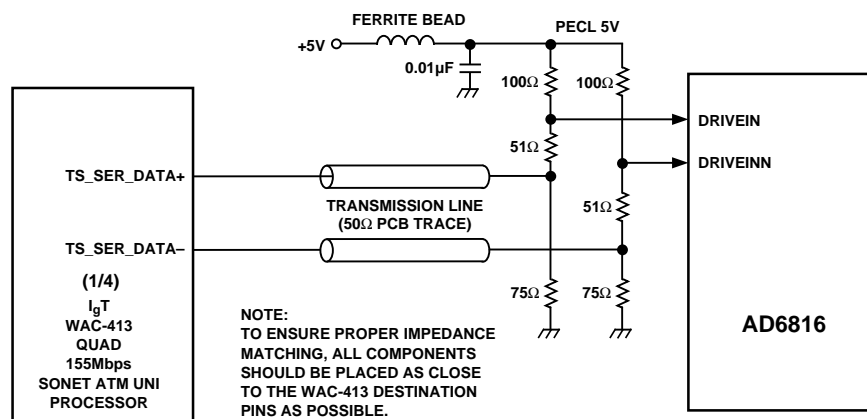 FERRITE BEAD
+5V
PECL 5V
0.01µF
100Ω
100Ω
DRIVEIN
51Ω
TS_SER_DATA+
DRIVEINN
TRANSMISSION LINE
(50Ω PCB TRACE)
51Ω
TS_SER_DATA–
(1/4)
IgT
WAC-413
QUAD
155Mbps
SONET ATM UNI
PROCESSOR
75Ω
75Ω
NOTE:
TO ENSURE PROPER IMPEDANCE
MATCHING, ALL COMPONENTS
SHOULD BE PLACED AS CLOSE
TO THE WAC-413 DESTINATION
PINS AS POSSIBLE.
AD6816